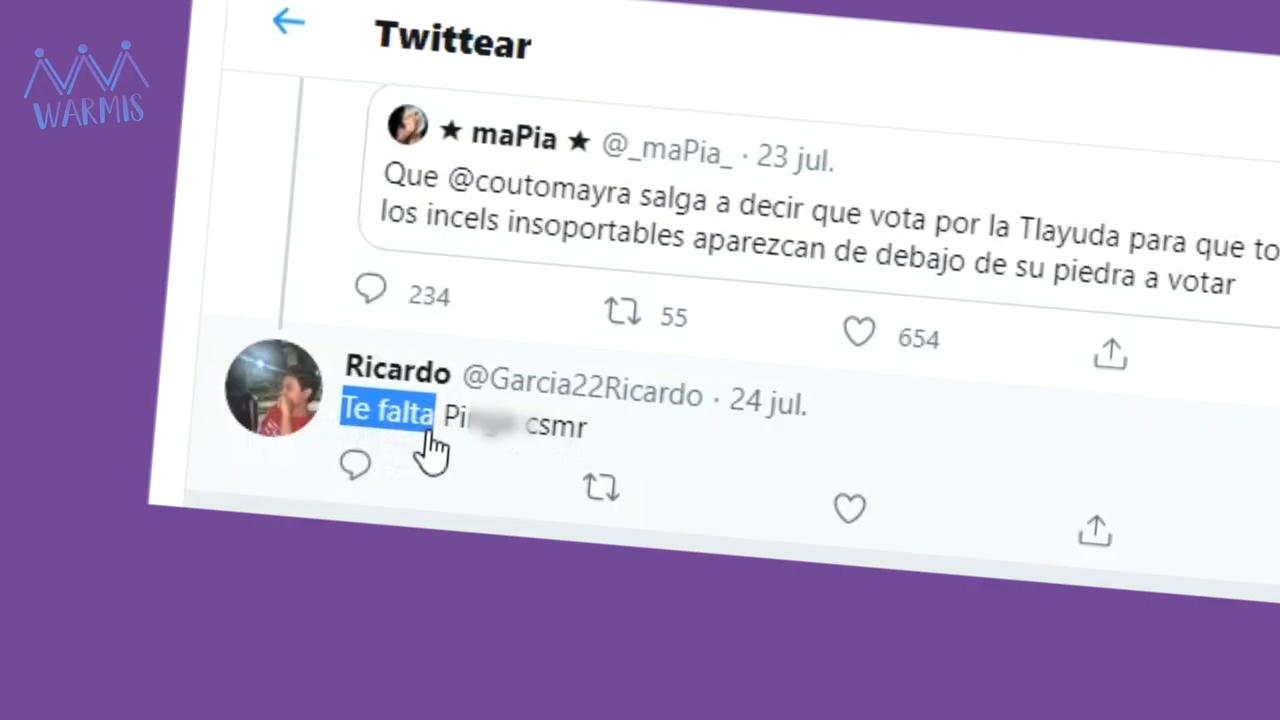 WARMIS
Twittear
★ maPia ★ @_maPia_ · 23 jul.
Que @coutomayra salga a decir que vota por la Tlayuda para que to
los incels insoportables aparezcan de debajo de su piedra a votar
234 55 654
Ricardo @Garcia22Ricardo · 24 jul.
Te falta Pi csmr